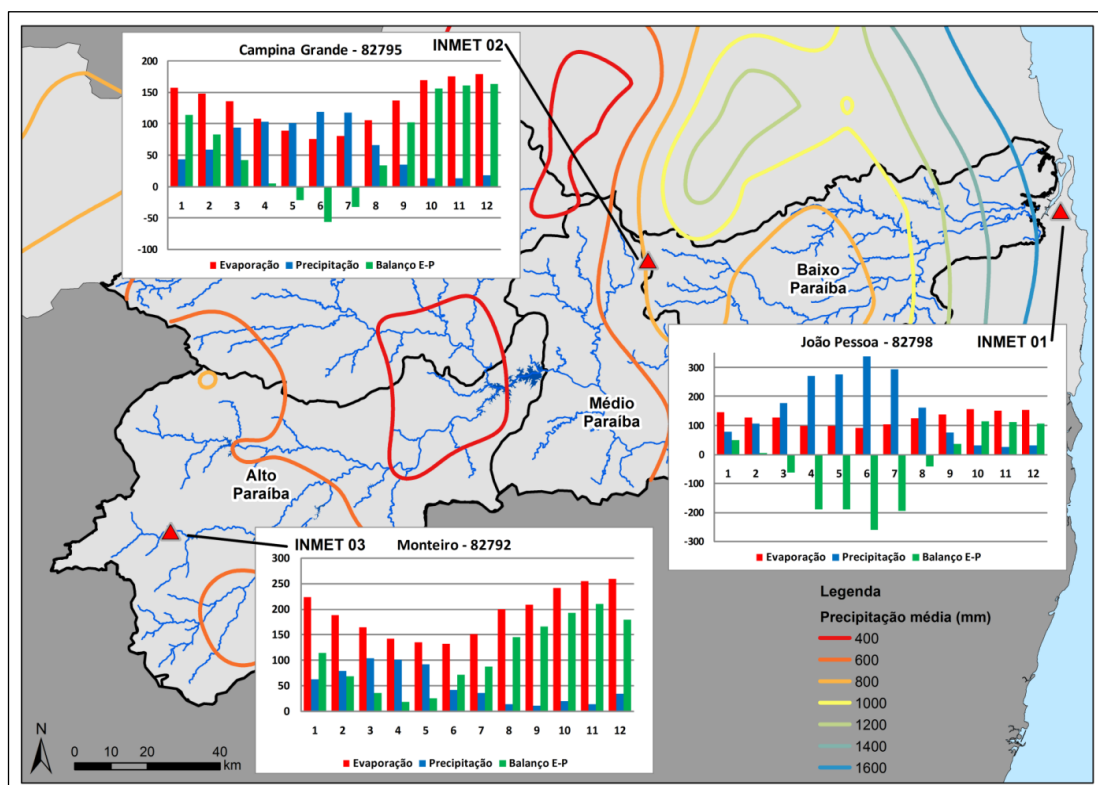 Campina Grande - 82795
INMET 02
200
150
100
50
0
-50
-100
1 2 3 4 5 6 7 8 9 10 11 12
Evaporação Precipitação Balanço E-P
Baixo
Paraíba
João Pessoa - 82798
INMET 01
300
200
100
0
-100
-200
-300
1 2 3 4 5 6 7 8 9 10 11 12
Evaporação Precipitação Balanço E-P
Médio
Paraíba
Alto
Paraíba
INMET 03
Monteiro - 82792
300
250
200
150
100
50
0
1 2 3 4 5 6 7 8 9 10 11 12
Evaporação Precipitação Balanço E-P
Legenda
Precipitação média (mm)
400
600
800
1000
1200
1400
1600
N
0 10 20 40
km